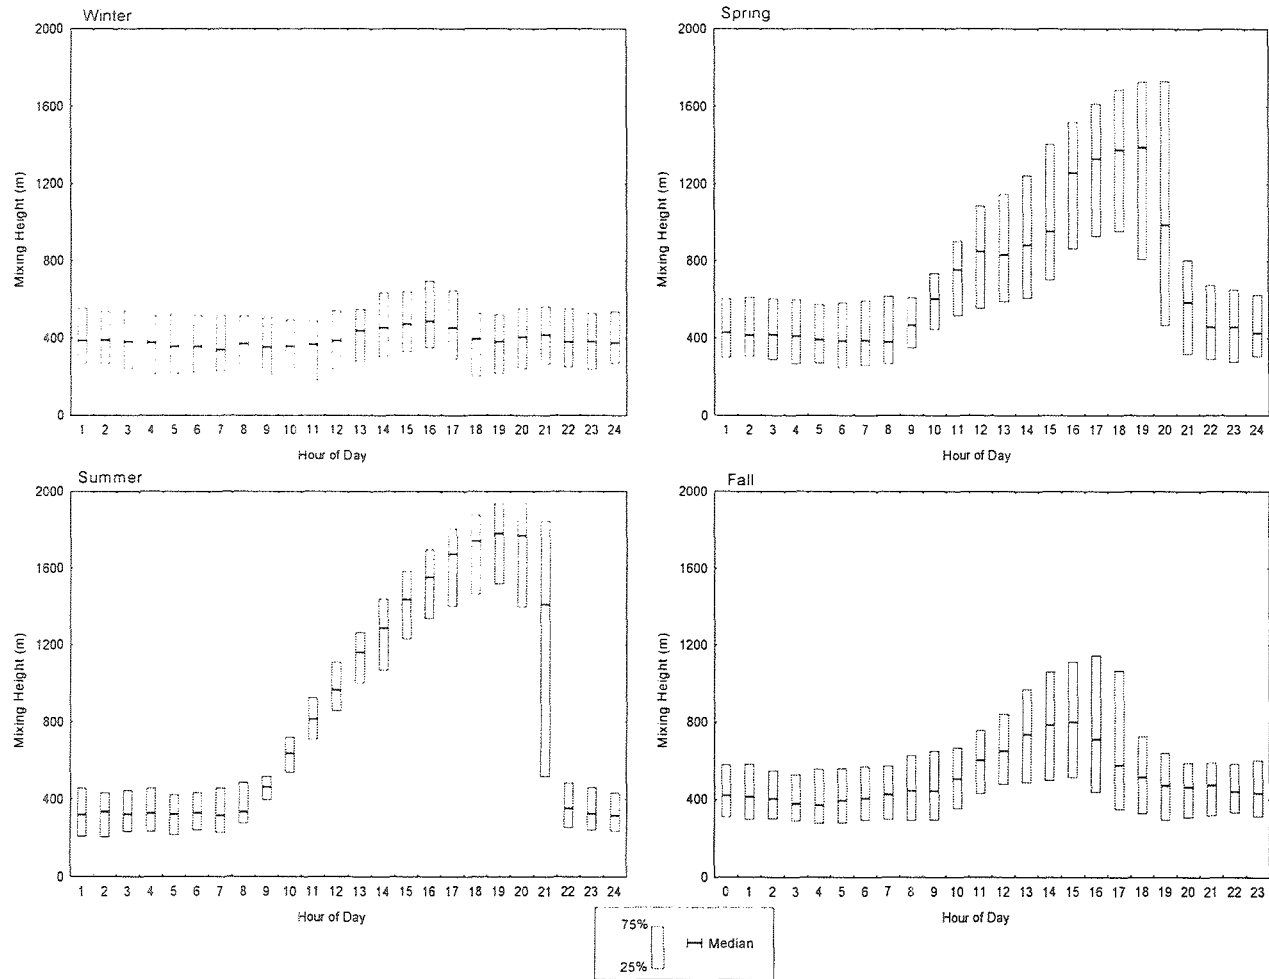 Winter
2000
1600
1200
800
400
0
Mixing Height (m)
1 2 3 4 5 6 7 8 9 10 11 12 13 14 15 16 17 18 19 20 21 22 23 24
Hour of Day
Spring
2000
1600
1200
800
400
0
Mixing Height (m)
1 2 3 4 5 6 7 8 9 10 11 12 13 14 15 16 17 18 19 20 21 22 23 24
Hour of Day
Summer
2000
1600
1200
800
400
0
Mixing Height (m)
1 2 3 4 5 6 7 8 9 10 11 12 13 14 15 16 17 18 19 20 21 22 23 24
Hour of Day
Fall
2000
1600
1200
800
400
0
Mixing Height (m)
0 1 2 3 4 5 6 7 8 9 10 11 12 13 14 15 16 17 18 19 20 21 22 23
Hour of Day
75%
Median
25%